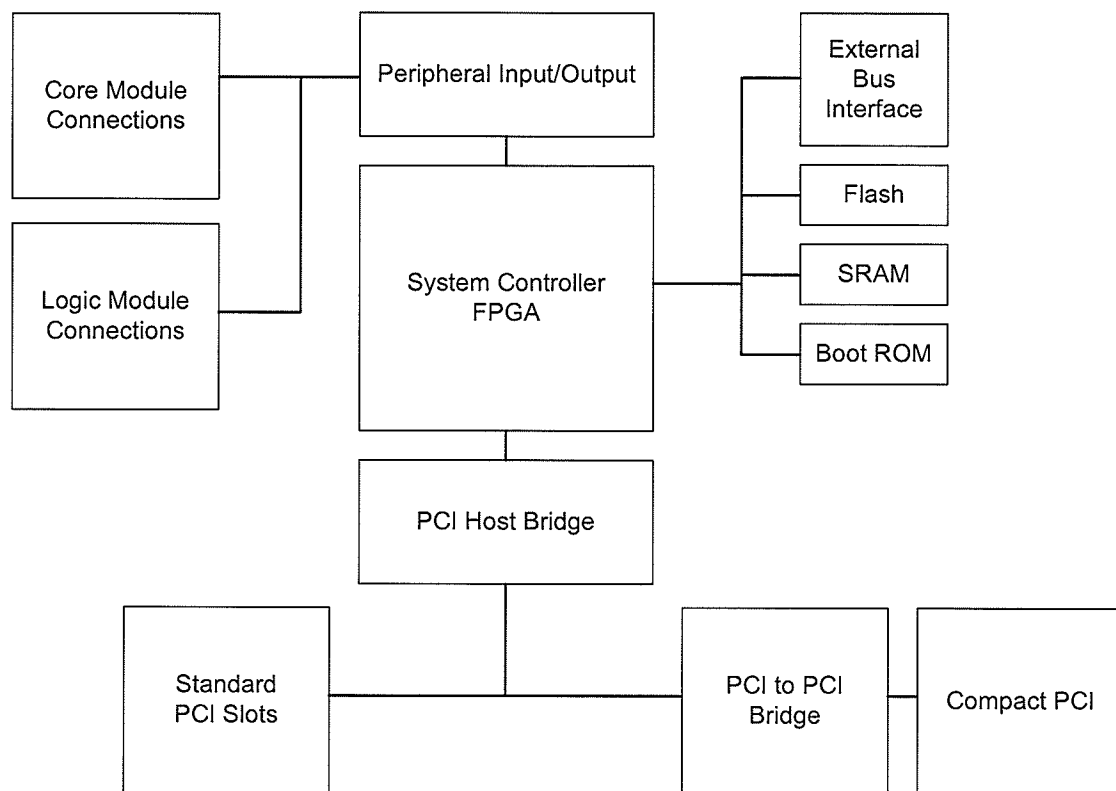 Core Module
Connections
Peripheral Input/Output
External
Bus
Interface
Flash
Logic Module
Connections
System Controller
FPGA
SRAM
Boot ROM
PCI Host Bridge
Standard
PCI Slots
PCI to PCI
Bridge
Compact PCI